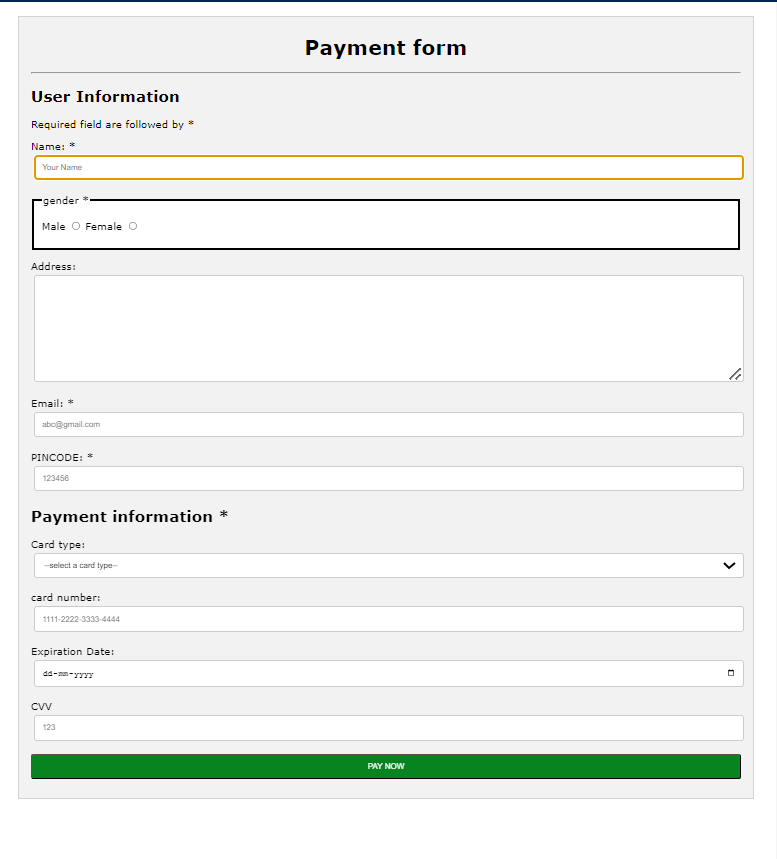 Payment form
User Information
Required field are followed by *
Name: *
Your Name
gender *
Male Female
Address:
Email: *
abc@gmail.com
PINCODE: *
123456
Payment information *
Card type:
--select a card type--
card number:
1111-2222-3333-4444
Expiration Date:
dd-mm-yyyy
CVV
123
PAY NOW